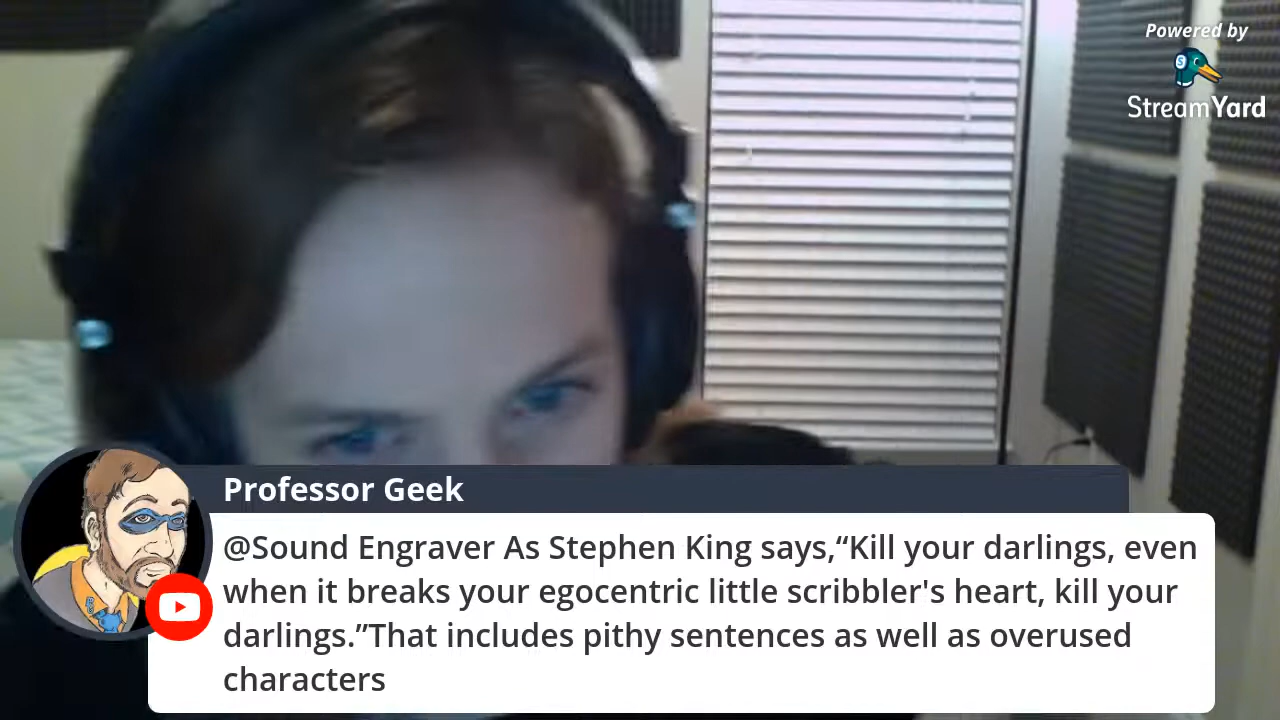 Powered by
StreamYard
Professor Geek
@Sound Engraver As Stephen King says,“Kill your darlings, even
when it breaks your egocentric little scribbler's heart, kill your
darlings.”That includes pithy sentences as well as overused
characters